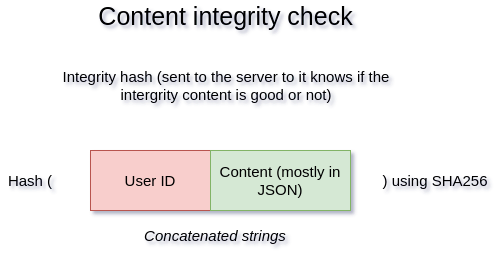 Content integrity check
Integrity hash (sent to the server to it knows if the
intergrity content is good or not)
Hash (
User ID
Content (mostly in
JSON)
) using SHA256
Concatenated strings